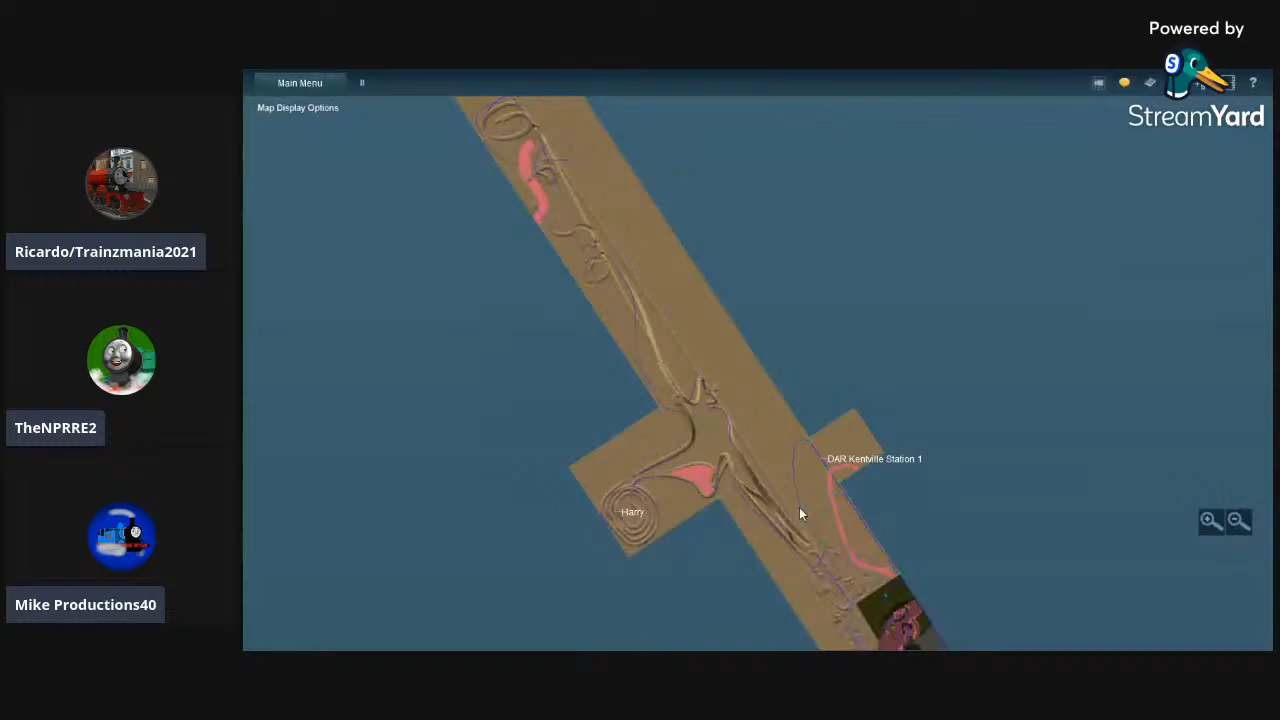 Powered by
S
StreamYard
Main Menu
?
Map Display Options
Ricardo/Trainzmania2021
TheNPRRE2
Mike Productions40
DAR Kentville Station 1
Harry